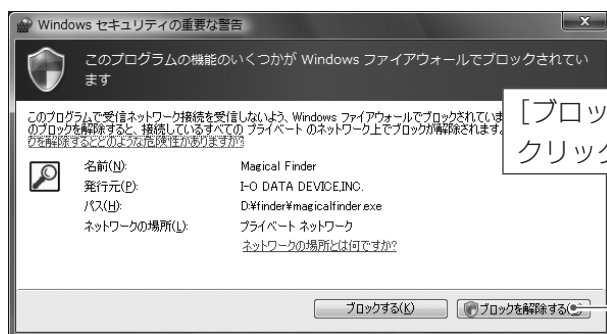 Windows セキュリティの重要な警告
このプログラムの機能のいくつかが Windows ファイアウォールでブロックされてい
ます
このプログラムで受信ネットワーク接続を受信しないよう、Windows ファイアウォールでブロックされていま
のブロックを解除すると、接続しているすべての プライベート のネットワーク上でブロックが解除されます。
クを解除するとどのような危険性がありますか?
[ブロッ
クリック
名前(N): Magical Finder
発行元(P): I-O DATA DEVICE,INC.
パス(H): D:¥finder¥magicalfinder.exe
ネットワークの場所(L): プライベート ネットワーク
ネットワークの場所とは何ですか?
ブロックする(K) ブロックを解除する